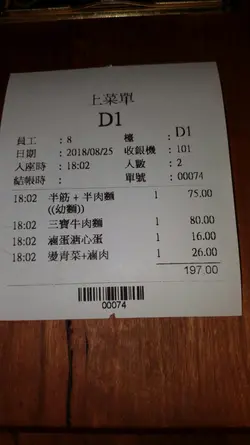 上菜單
D1
員工 : 8 檯 : D1
日期 : 2018/08/25 收銀機 : 101
入座時 : 18:02 人數 : 2
結帳時 : 單號 : 00074
18:02 半筋 + 半肉麵 1 75.00
((幼麵))
18:02 三寶牛肉麵 1 80.00
18:02 滷蛋溏心蛋 1 16.00
18:02 燙青菜+滷肉 1 26.00
197.00
00074